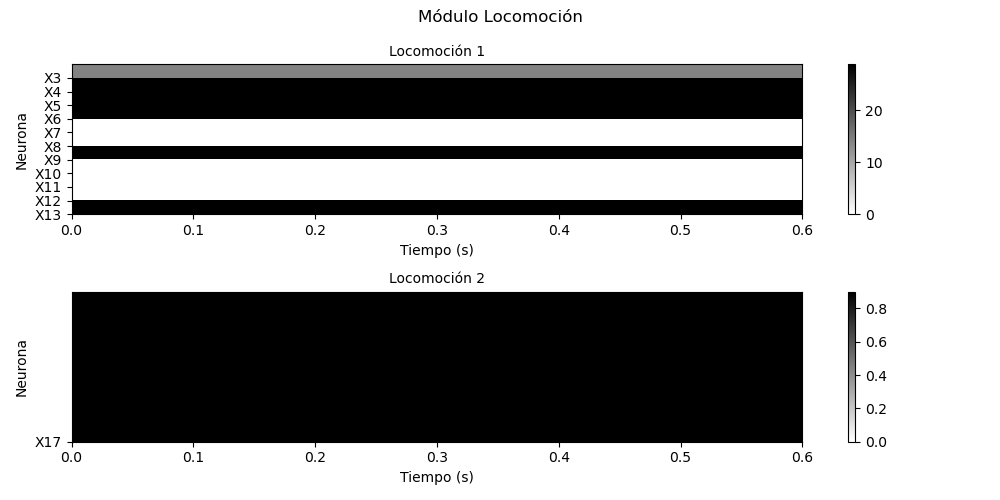 Módulo Locomoción
Locomoción 1
Neurona
X3
X4
X5
X6
X7
X8
X9
X10
X11
X12
X13
0.0 0.1 0.2 0.3 0.4 0.5 0.6
Tiempo (s)
20
10
0
Locomoción 2
Neurona
X17
0.0 0.1 0.2 0.3 0.4 0.5 0.6
Tiempo (s)
0.8
0.6
0.4
0.2
0.0